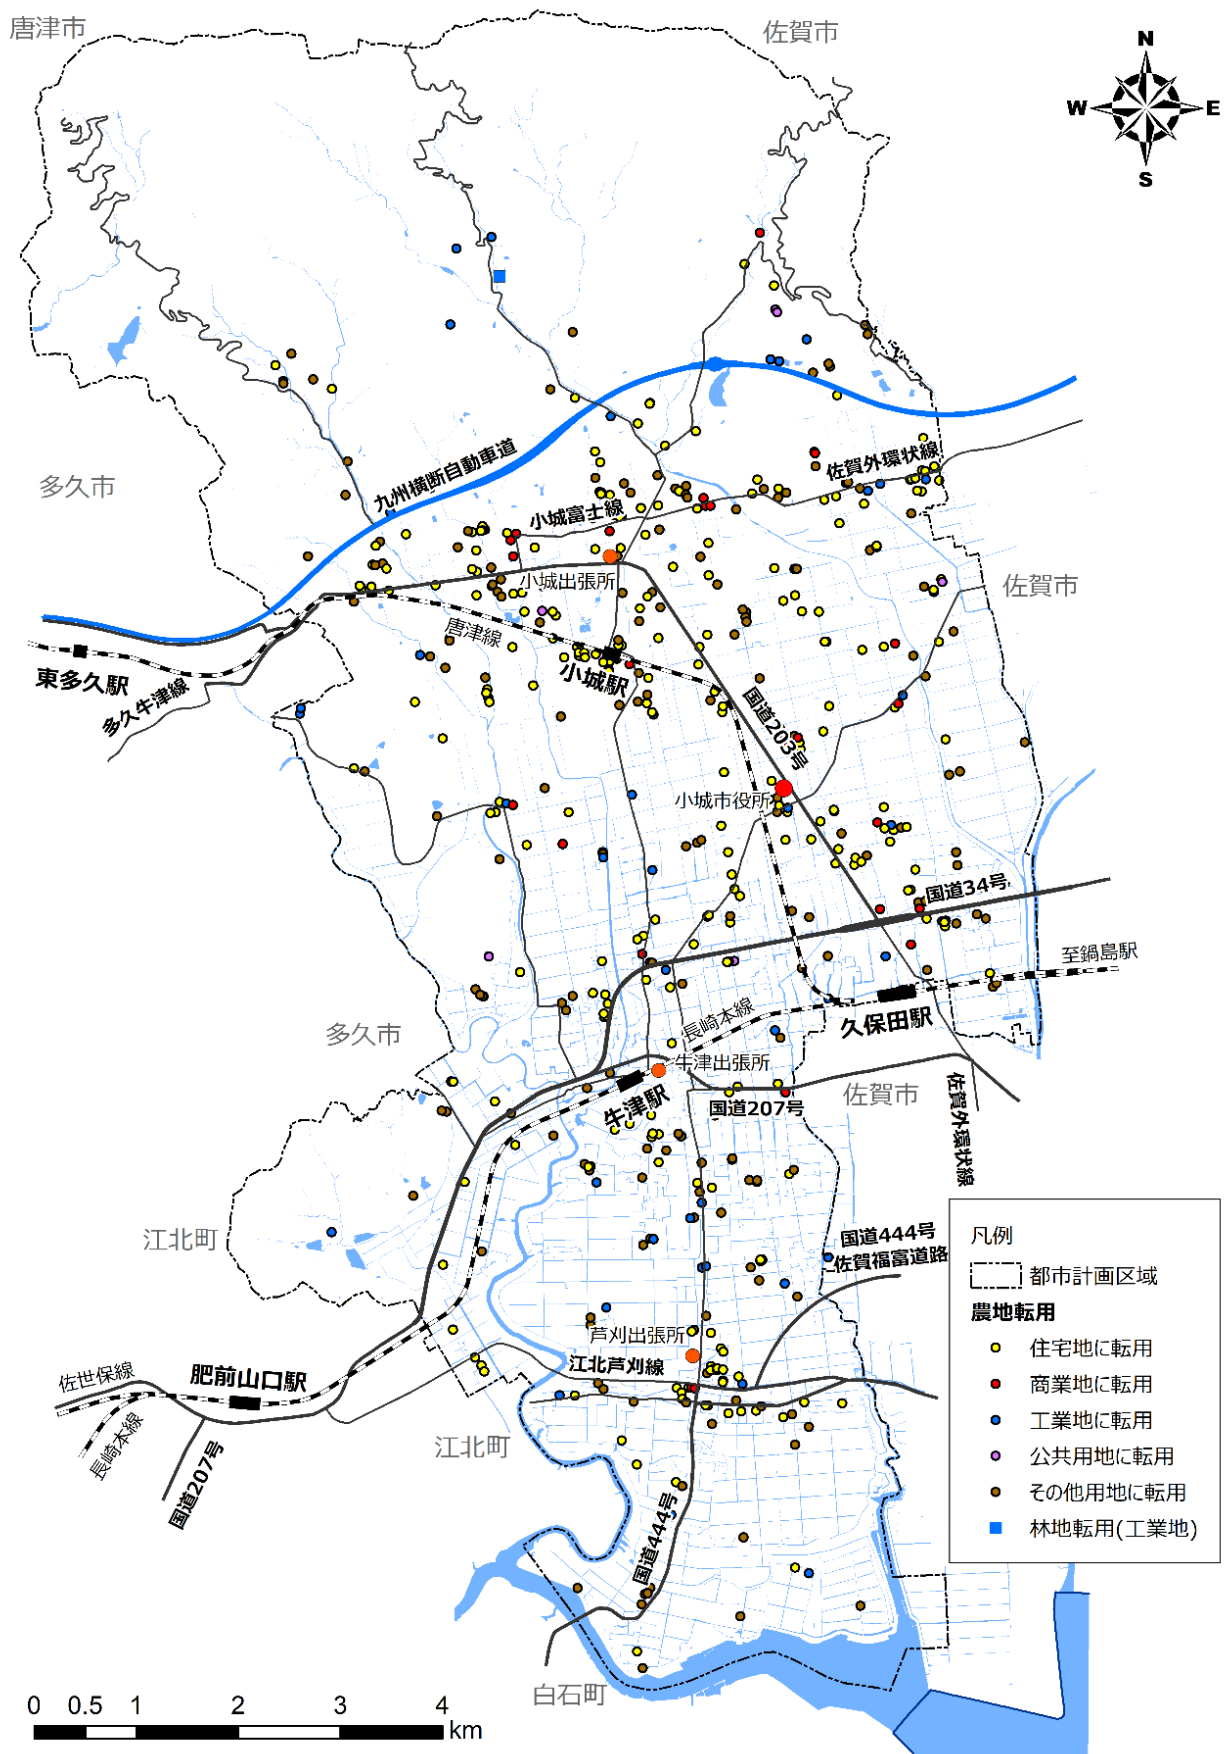 唐津市
佐賀市
N
W
E
S
多久市
九州横断自動車道
佐賀外環状線
小城富士線
小城出張所
佐賀市
唐津線
小城駅
東多久駅
多久牛津線
国道203号
小城市役所
国道34号
至鍋島駅
長崎本線
久保田駅
多久市
牛津出張所
牛津駅
国道207号
佐賀市
佐賀外環状線
江北町
国道444号
佐賀福富道路
芦刈出張所
江北芦刈線
佐世保線
肥前山口駅
長崎本線
国道207号
江北町
国道444号
白石町
凡例
都市計画区域
農地転用
住宅地に転用
商業地に転用
工業地に転用
公共用地に転用
その他用地に転用
林地転用(工業地)
0 0.5 1 2 3 4
km